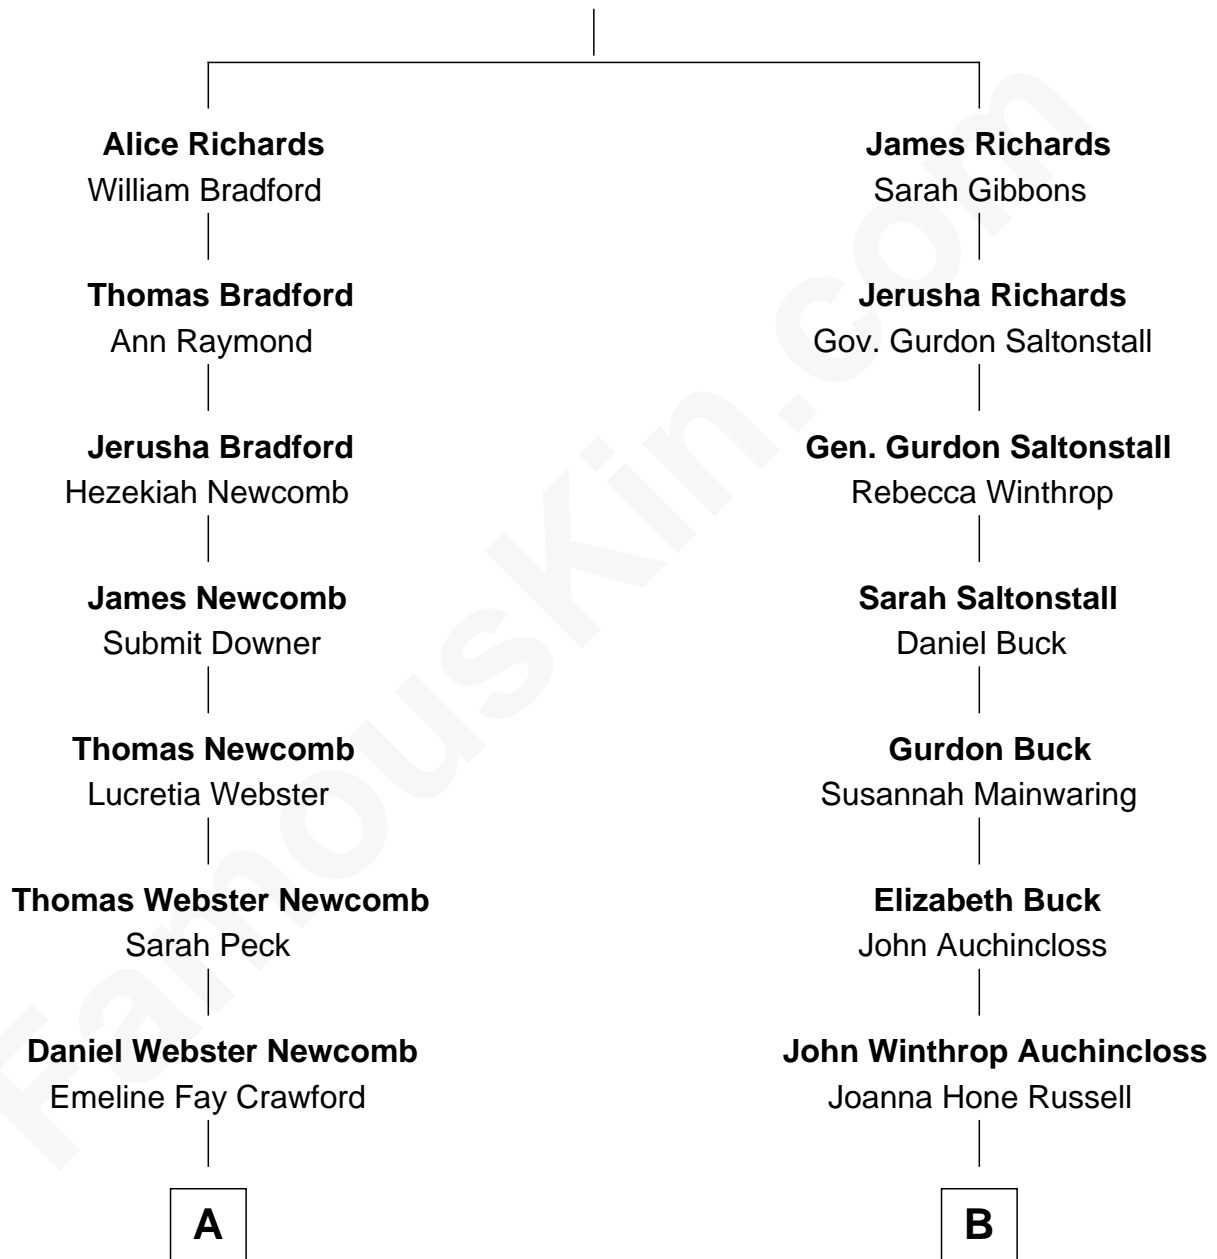 Alice Richards
William Bradford
James Richards
Sarah Gibbons
Thomas Bradford
Ann Raymond
Jerusha Richards
Gov. Gurdon Saltonstall
Jerusha Bradford
Hezekiah Newcomb
Gen. Gurdon Saltonstall
Rebecca Winthrop
James Newcomb
Submit Downer
Sarah Saltonstall
Daniel Buck
Thomas Newcomb
Lucretia Webster
Gurdon Buck
Susannah Mainwaring
Thomas Webster Newcomb
Sarah Peck
Elizabeth Buck
John Auchincloss
Daniel Webster Newcomb
Emeline Fay Crawford
John Winthrop Auchincloss
Joanna Hone Russell
A
B
FamousKin.com